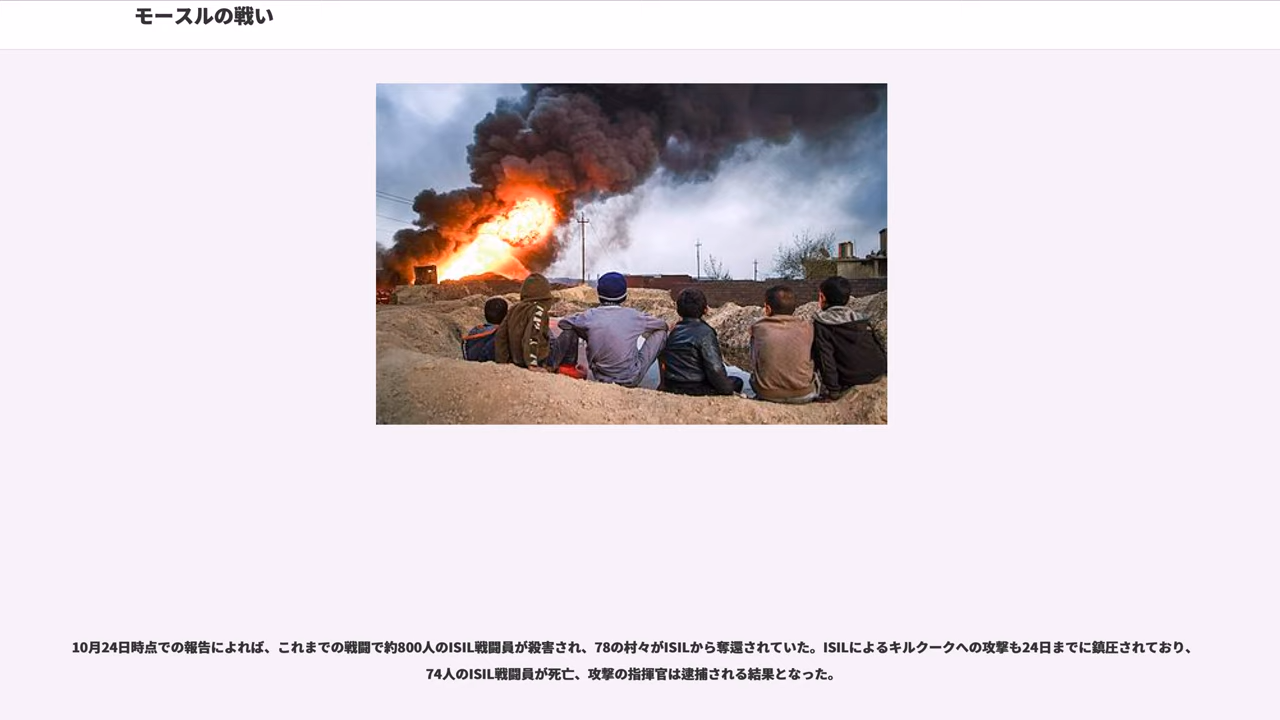 モースルの戦い
10月24日時点での報告によれば、これまでの戦闘で約800人のISIL戦闘員が殺害され、78の村々がISILから奪還されていた。ISILによるキルクークへの攻撃も24日までに鎮圧されており、
74人のISIL戦闘員が死亡、攻撃の指揮官は逮捕される結果となった。